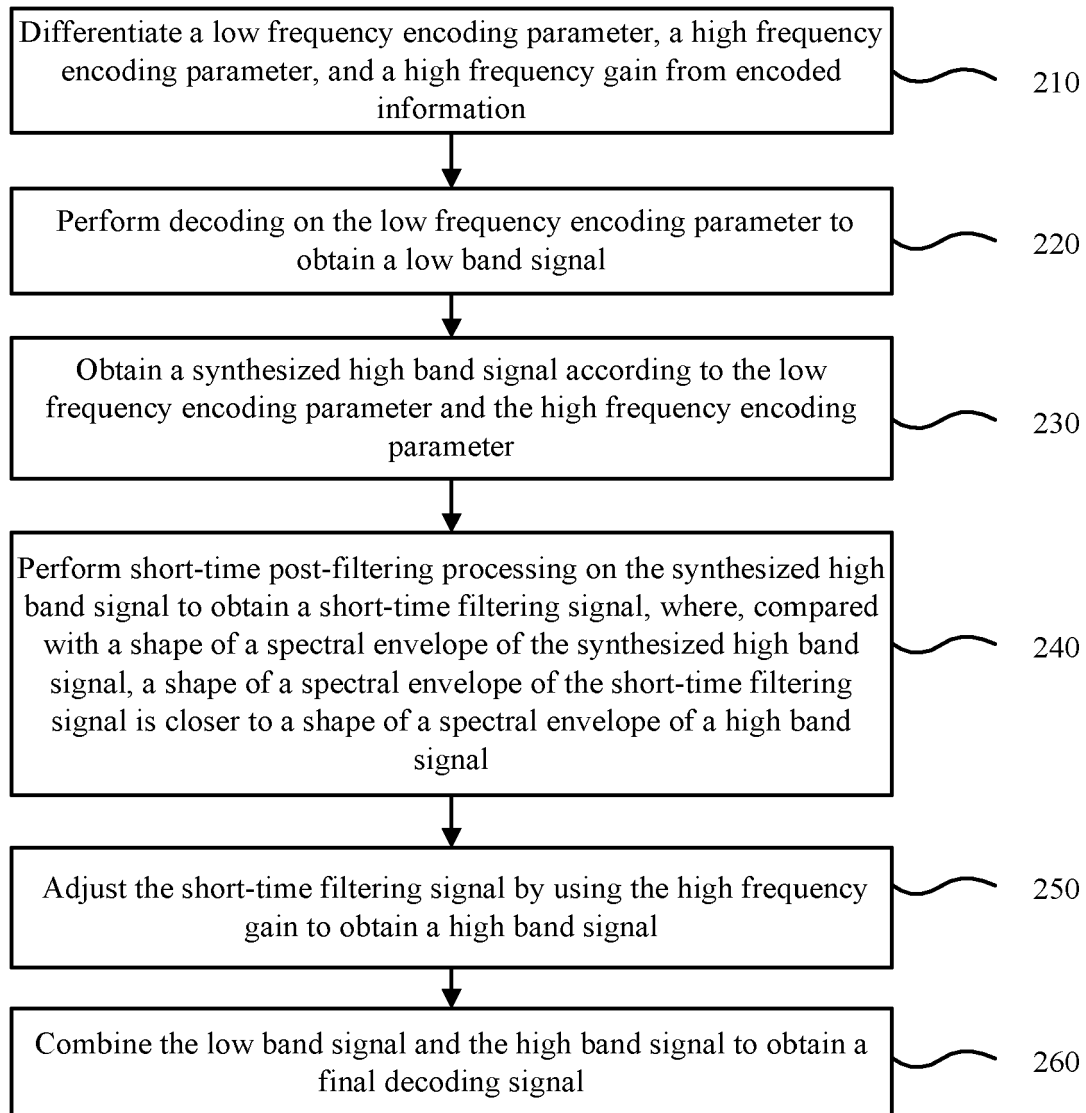 Differentiate a low frequency encoding parameter, a high frequency
encoding parameter, and a high frequency gain from encoded
information
210
Perform decoding on the low frequency encoding parameter to
obtain a low band signal
220
Obtain a synthesized high band signal according to the low
frequency encoding parameter and the high frequency encoding
parameter
230
Perform short-time post-filtering processing on the synthesized high
band signal to obtain a short-time filtering signal, where, compared
with a shape of a spectral envelope of the synthesized high band
signal, a shape of a spectral envelope of the short-time filtering
signal is closer to a shape of a spectral envelope of a high band
signal
240
Adjust the short-time filtering signal by using the high frequency
gain to obtain a high band signal
250
Combine the low band signal and the high band signal to obtain a
final decoding signal
260